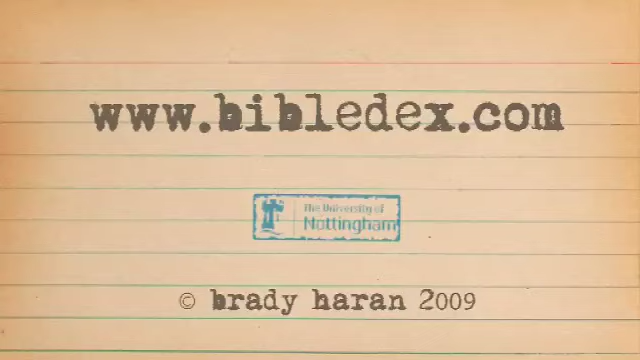 www.bibledex.com
The University of
Nottingham
© brady haran 2009